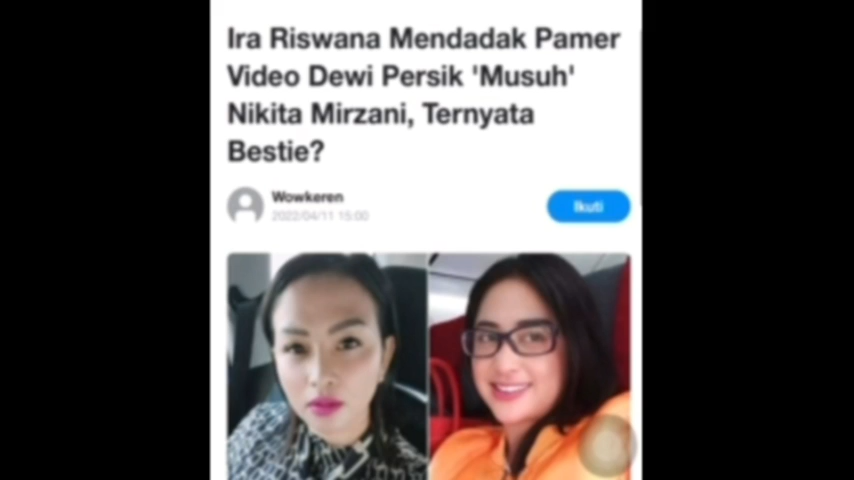 Ira Riswana Mendadak Pamer
Video Dewi Persik 'Musuh'
Nikita Mirzani, Ternyata
Bestie?
Wowkeren
2022/04/11 15:00
Ikuti